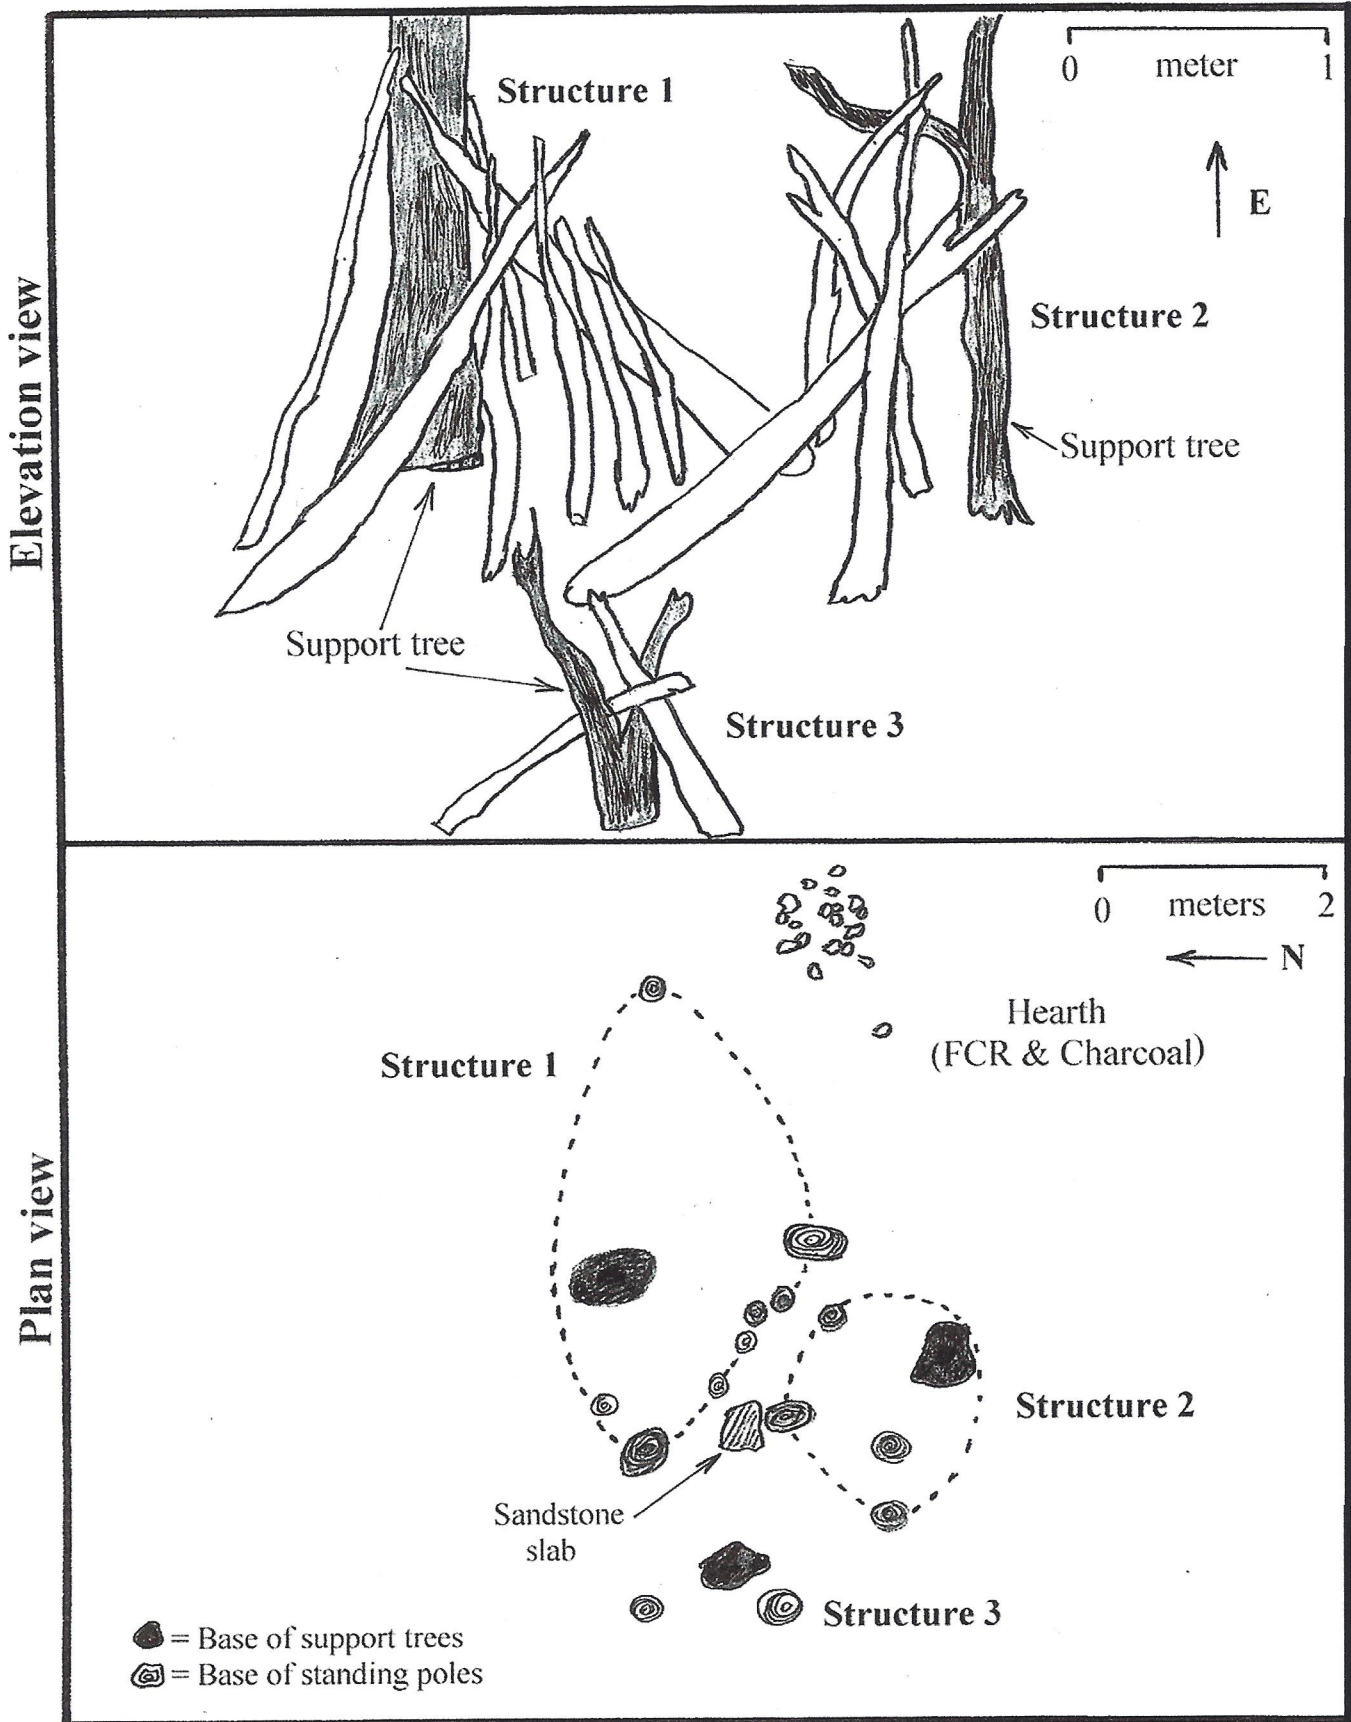 Elevation view
Structure 1
0 meter 1
E
Structure 2
Support tree
Support tree
Structure 3
Plan view
0 meters 2
N
Hearth
(FCR & Charcoal)
Structure 1
Structure 2
Sandstone
slab
Structure 3
= Base of support trees
= Base of standing poles